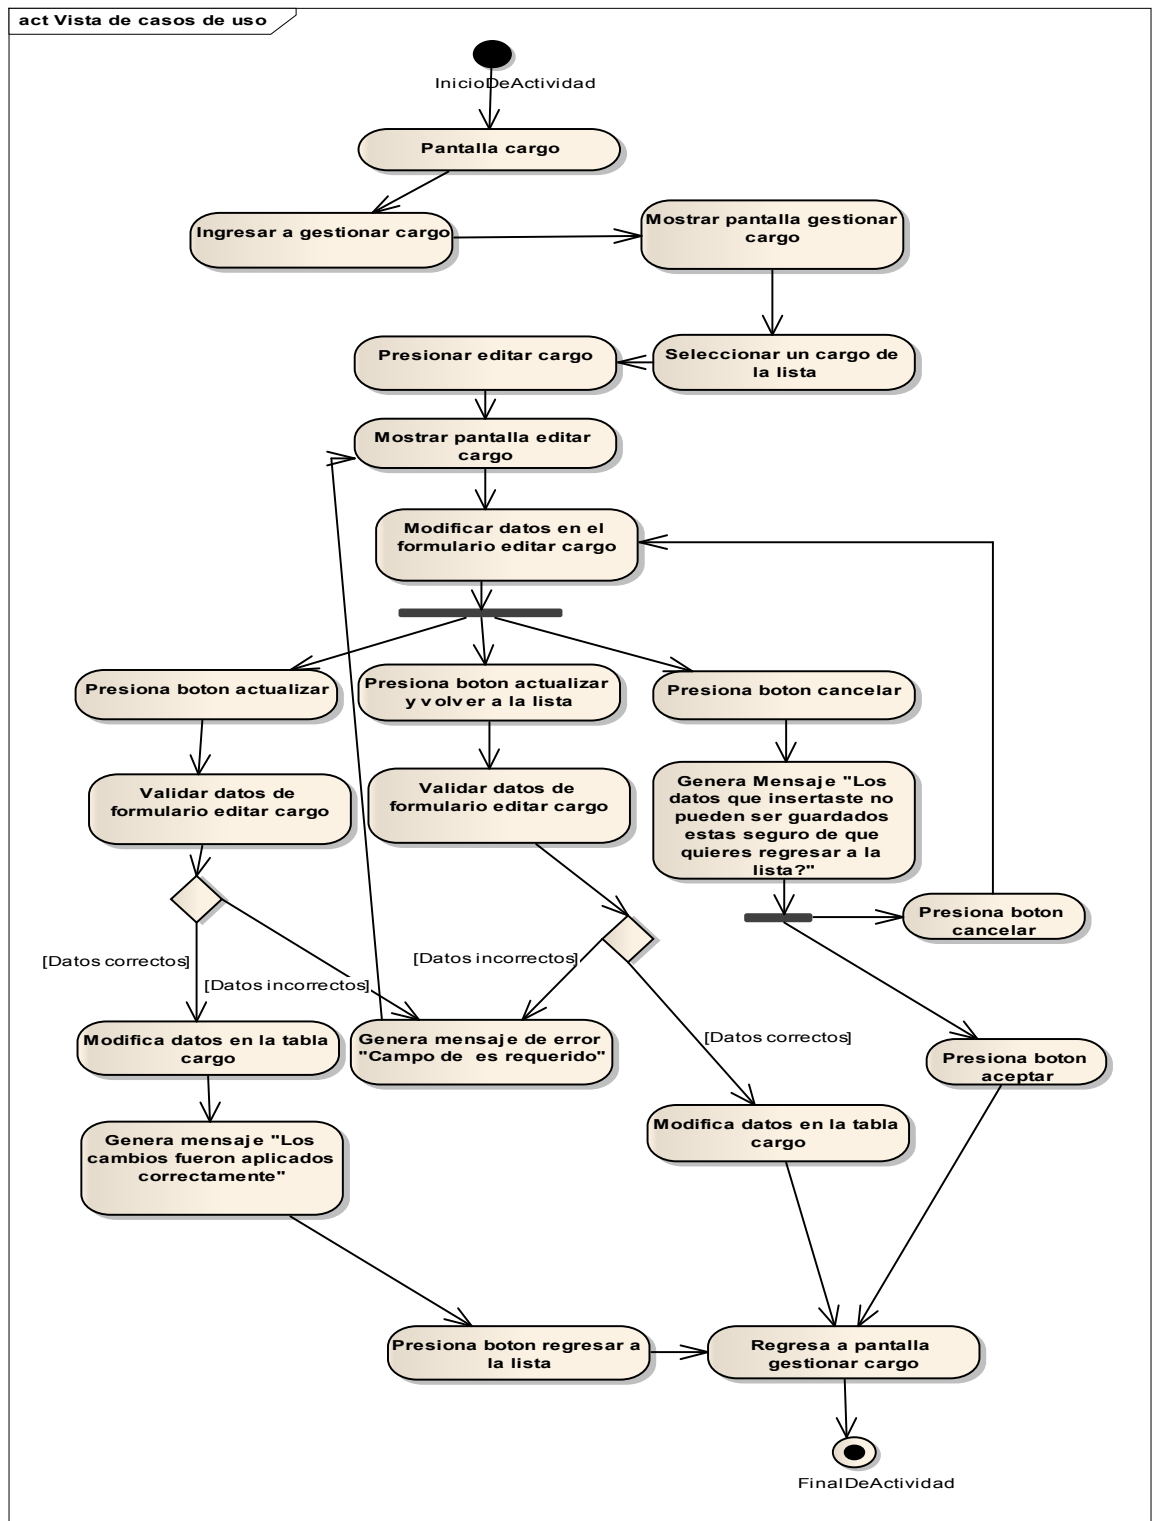 act Vista de casos de uso
InicioDeActividad
Pantalla cargo
Ingresar a gestionar cargo
Mostrar pantalla gestionar
cargo
Presionar editar cargo
Seleccionar un cargo de
la lista
Mostrar pantalla editar
cargo
Modificar datos en el
formulario editar cargo
Presiona boton actualizar
Presiona boton actualizar
y volver a la lista
Presiona boton cancelar
Validar datos de
formulario editar cargo
Validar datos de
formulario editar cargo
Genera Mensaje "Los
datos que insertaste no
pueden ser guardados
estas seguro de que
quieres regresar a la
lista?"
Presiona boton
cancelar
[Datos correctos]
[Datos incorrectos]
[Datos incorrectos]
[Datos correctos]
Modifica datos en la tabla
cargo
Genera mensaje de error
"Campo de  es requerido"
Presiona boton
aceptar
Modifica datos en la tabla
cargo
Genera mensaje "Los
cambios fueron aplicados
correctamente"
Presiona boton regresar a
la lista
Regresa a pantalla
gestionar cargo
FinalDeActividad